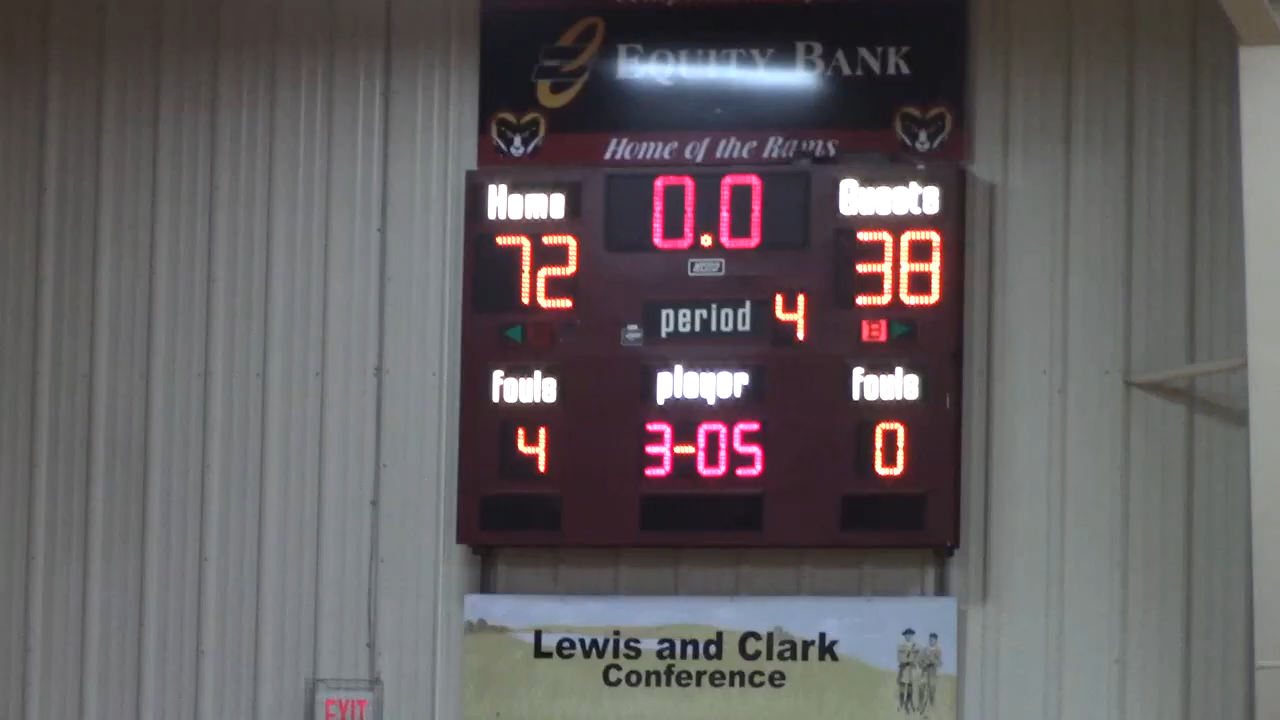 EQUITY BANK
Home of the Rams
Home 0.0 Guests
72 38
period 4
B
fouls player fouls
4 3-05 0
Lewis and Clark
Conference
EXIT